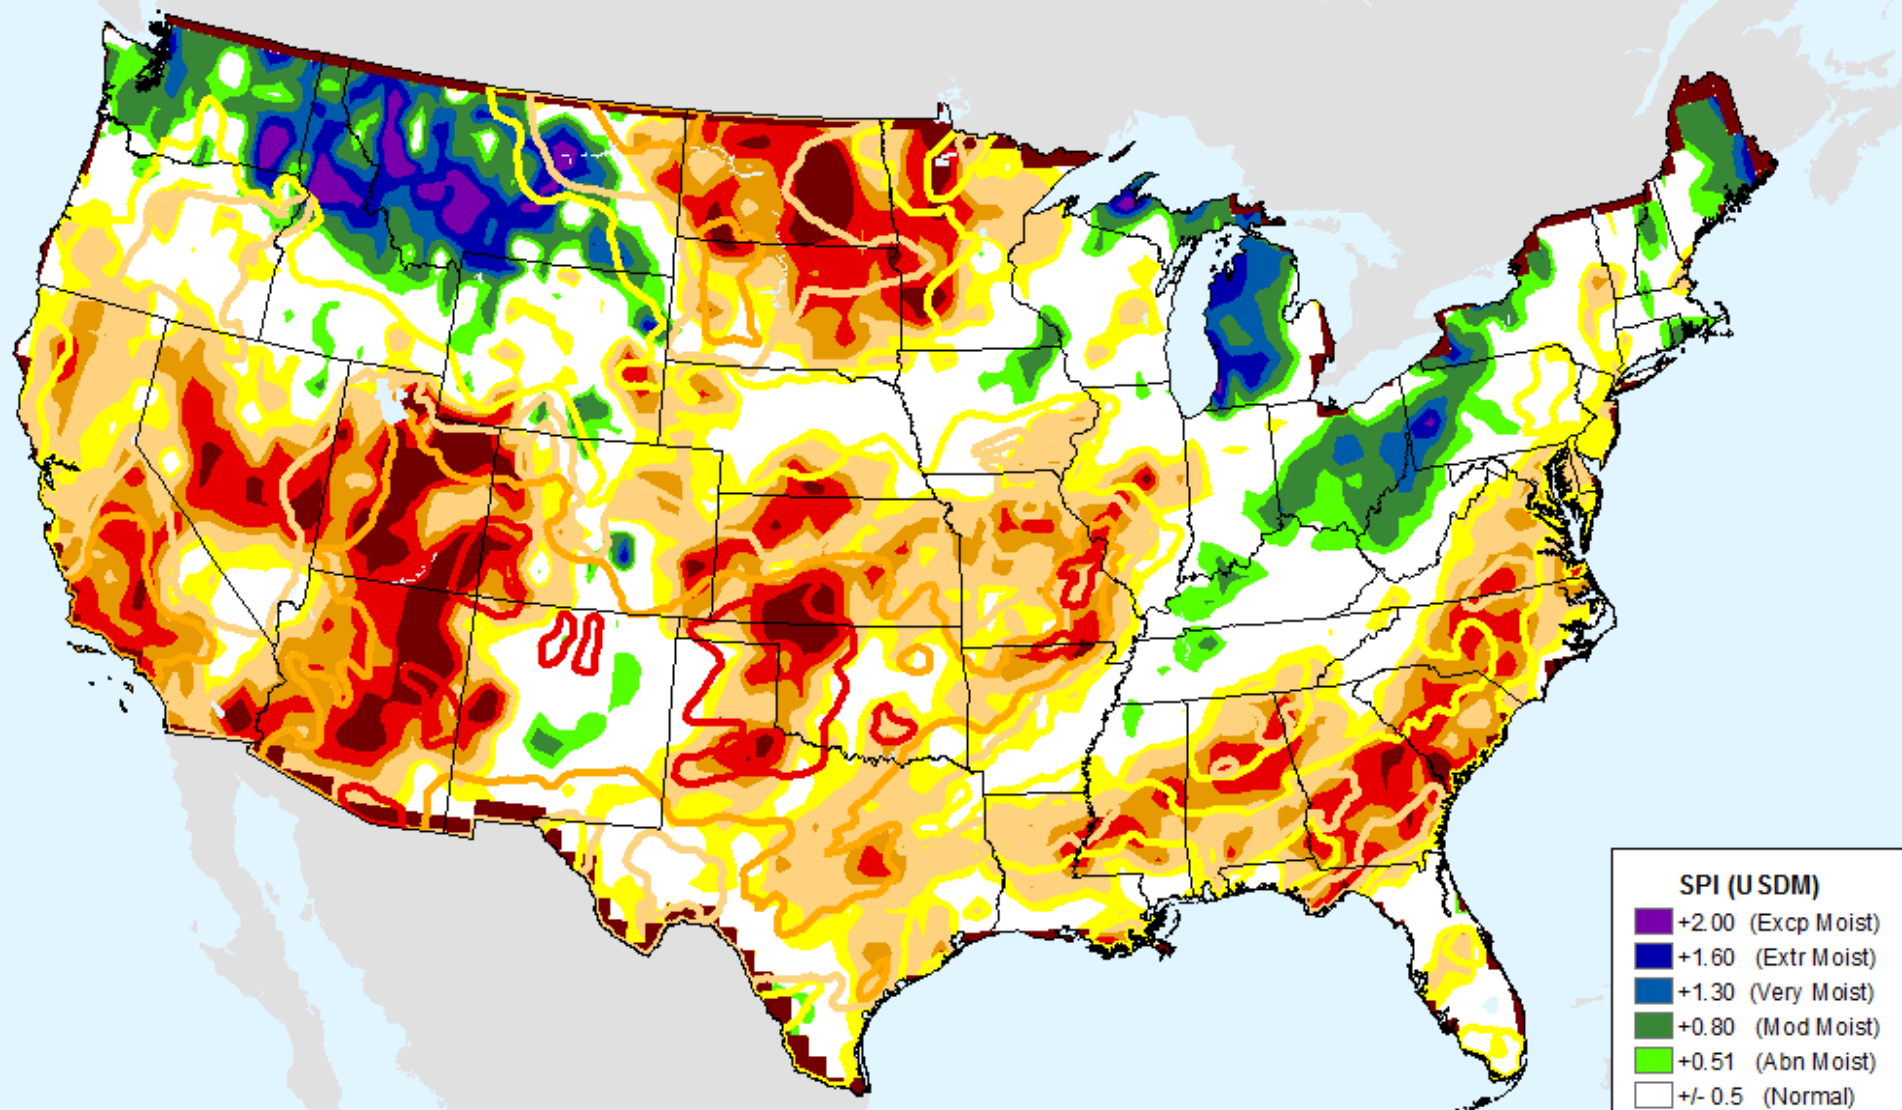 SPI (USDM)
+2.00 (Excp Moist)
+1.60 (Extr Moist)
+1.30 (Very Moist)
+0.80 (Mod Moist)
+0.51 (Abn Moist)
+/- 0.5 (Normal)